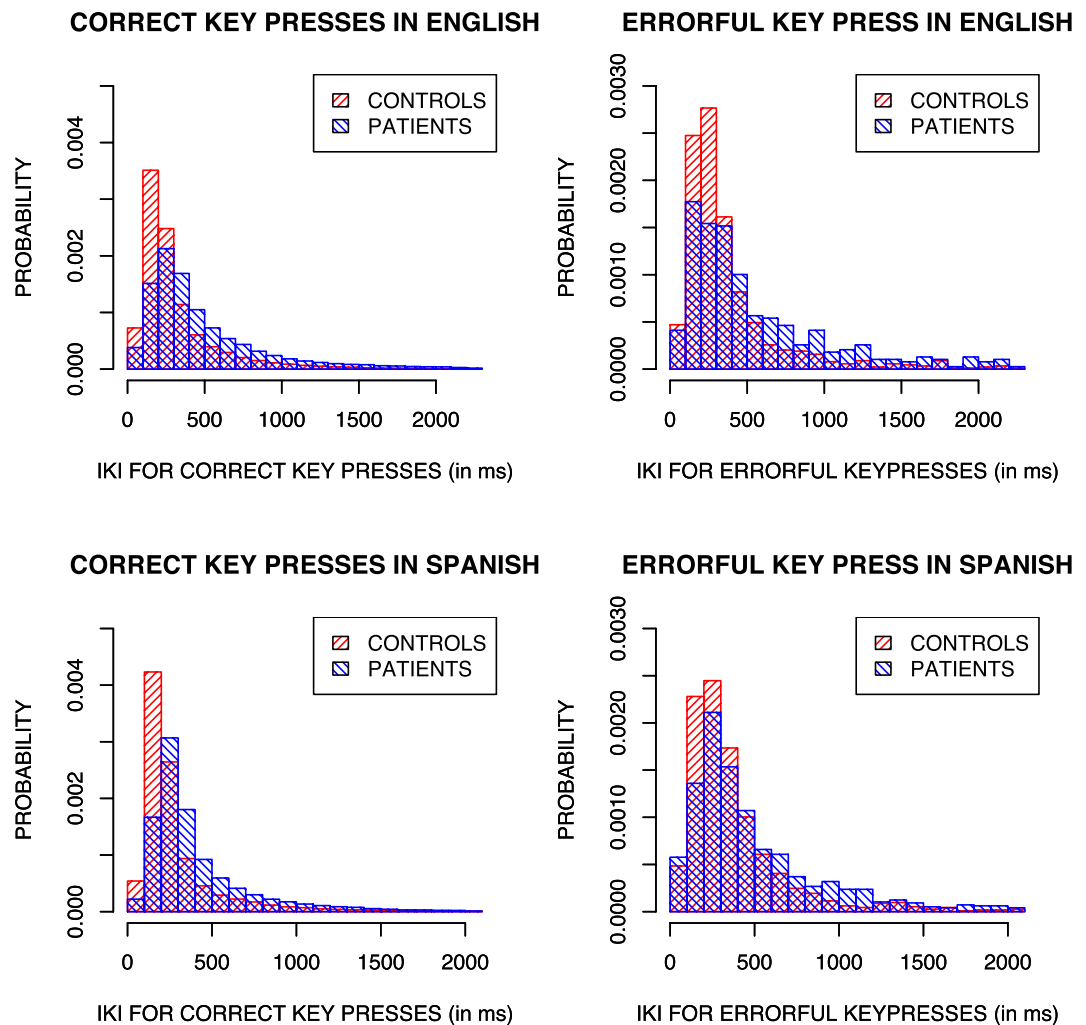 CORRECT KEY PRESSES IN ENGLISH
CONTROLS
PATIENTS
PROBABILITY
0.000
0.002
0.004
0
500
1000
1500
2000
IKI FOR CORRECT KEY PRESSES (in ms)
ERRORFUL KEY PRESS IN ENGLISH
CONTROLS
PATIENTS
PROBABILITY
0.0000
0.0010
0.0020
0.0030
0
500
1000
2000
IKI FOR ERRORFUL KEYPRESSES (in ms)
CORRECT KEY PRESSES IN SPANISH
CONTROLS
PATIENTS
PROBABILITY
0.000
0.002
0.004
0
500
1000
1500
2000
IKI FOR CORRECT KEY PRESSES (in ms)
ERRORFUL KEY PRESS IN SPANISH
CONTROLS
PATIENTS
PROBABILITY
0.0000
0.0010
0.0020
0.0030
0
500
1000
1500
2000
IKI FOR ERRORFUL KEYPRESSES (in ms)